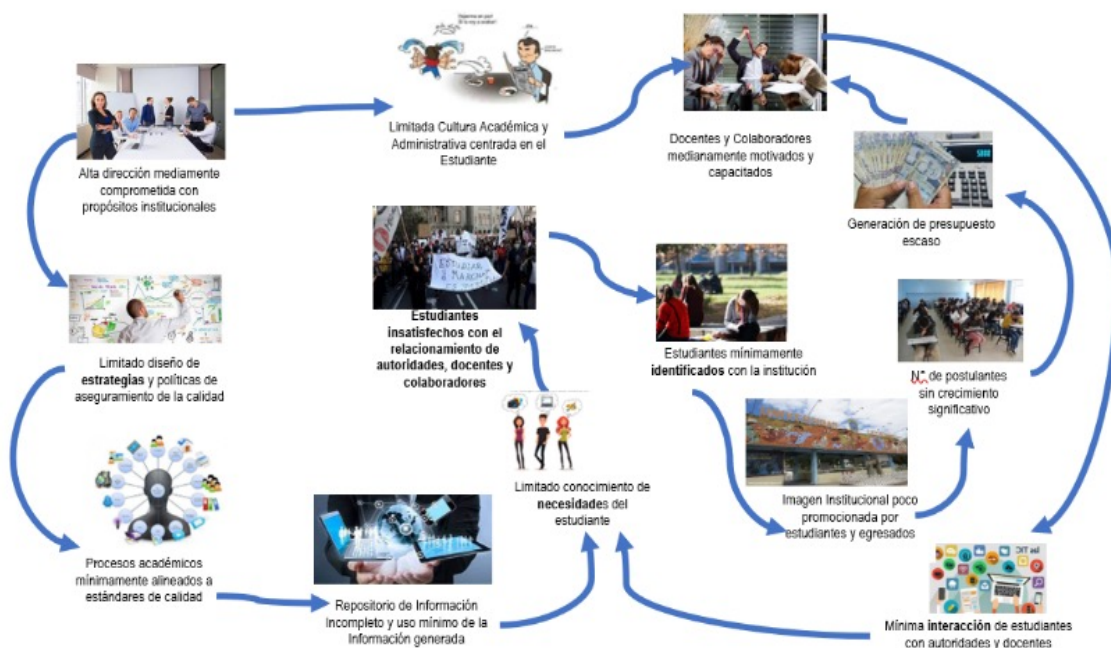 Alta dirección mediamente
comprometida con
propósitos institucionales
Limitada Cultura Académica y
Administrativa centrada en el
Estudiante
Docentes y Colaboradores
medianamente motivados y
capacitados
Generación de presupuesto
escaso
Limitado diseño de
estrategias y políticas de
aseguramiento de la calidad
Estudiantes
insatisfechos con el
relacionamiento de
autoridades, docentes y
colaboradores
Estudiantes mínimamente
identificados con la institución
N° de postulantes
sin crecimiento
significativo
Procesos académicos
mínimamente alineados a
estándares de calidad
Repositorio de Información
Incompleto y uso mínimo de la
Información generada
Limitado conocimiento de
necesidades del
estudiante
Imagen Institucional poco
promocionada por
estudiantes y egresados
Mínima interacción de estudiantes
con autoridades y docentes